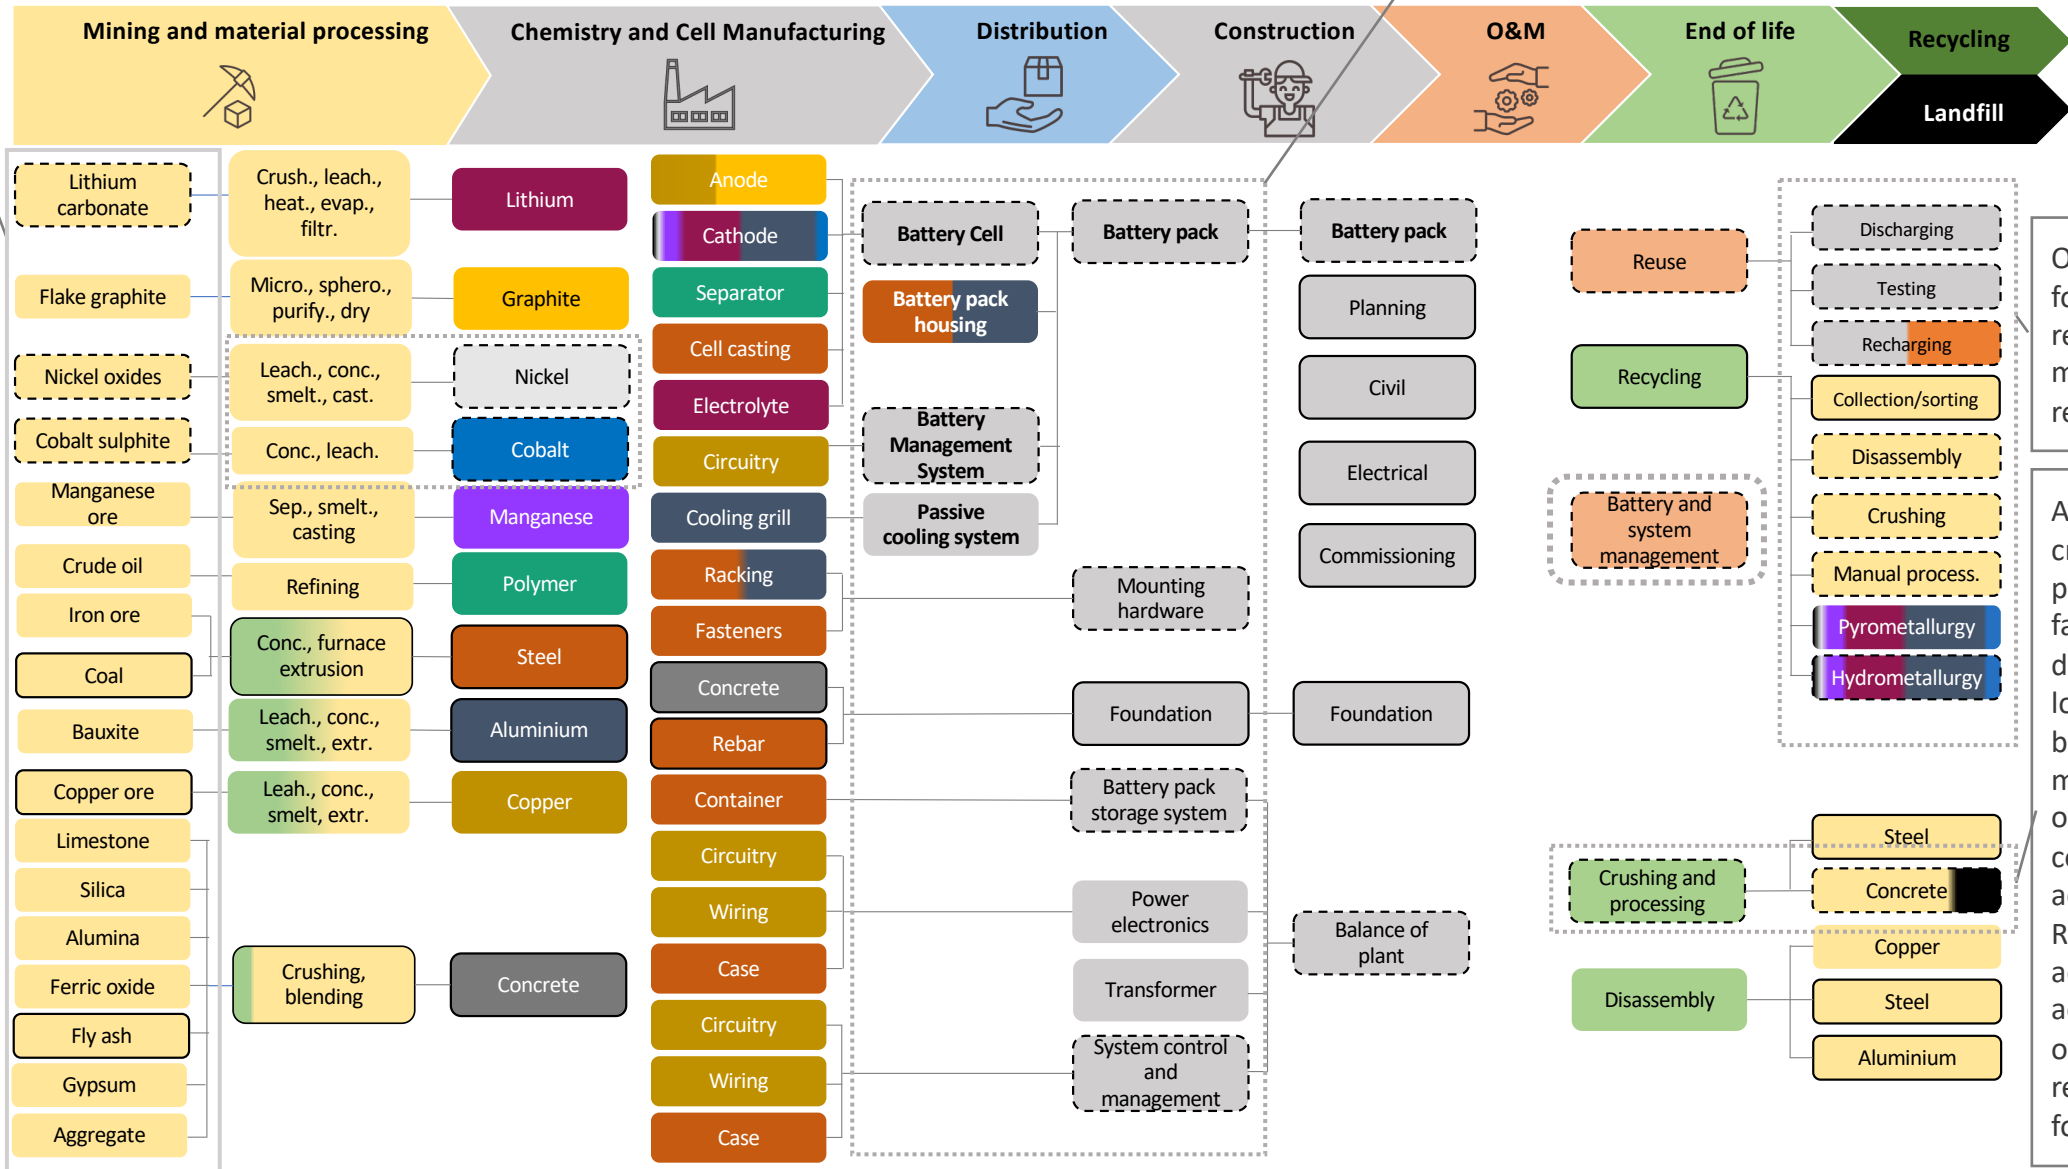 Mining and material processing
Chemistry and Cell Manufacturing
Distribution
Construction
O&M
End of life
Recycling
Landfill
Lithium
carbonate
Flake graphite
Nickel oxides
Cobalt sulphite
Manganese
ore
Crude oil
Iron ore
Coal
Bauxite
Copper ore
Limestone
Silica
Alumina
Ferric oxide
Fly ash
Gypsum
Aggregate
Crush., leach.,
heat., evap.,
filtr.
Micro., sphero.,
purify., dry
Leach., conc.,
smelt., cast.
Conc., leach.
Sep., smelt.,
casting
Refining
Conc., furnace
extrusion
Leach., conc.,
smelt., extr.
Leah., conc.,
smelt, extr.
Crushing,
blending
Lithium
Graphite
Nickel
Cobalt
Manganese
Polymer
Steel
Aluminium
Copper
Concrete
Anode
Cathode
Separator
Cell casting
Electrolyte
Circuitry
Cooling grill
Racking
Fasteners
Concrete
Rebar
Container
Circuitry
Wiring
Case
Circuitry
Wiring
Case
Battery Cell
Battery pack
housing
Battery
Management
System
Passive
cooling system
Battery pack
Mounting
hardware
Foundation
Battery pack
storage system
Power
electronics
Transformer
System control
and
management
Battery pack
Planning
Civil
Electrical
Commissioning
Foundation
Balance of
plant
Reuse
Recycling
Battery and
system
management
Crushing and
processing
Disassembly
Discharging
Testing
Recharging
Collection/sorting
Disassembly
Crushing
Manual process.
Pyrometallurgy
Hydrometallurgy
Steel
Concrete
Copper
Steel
Aluminium